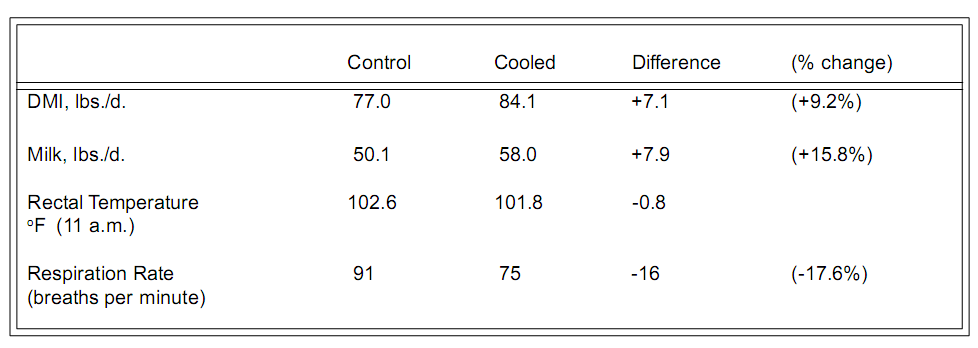 Control Cooled Difference (% change)
DMI, lbs./d. 77.0 84.1 +7.1 (+9.2%)
Milk, lbs./d. 50.1 58.0 +7.9 (+15.8%)
Rectal Temperature 102.6 101.8 -0.8
°F (11 a.m.)
Respiration Rate 91 75 -16 (-17.6%)
(breaths per minute)